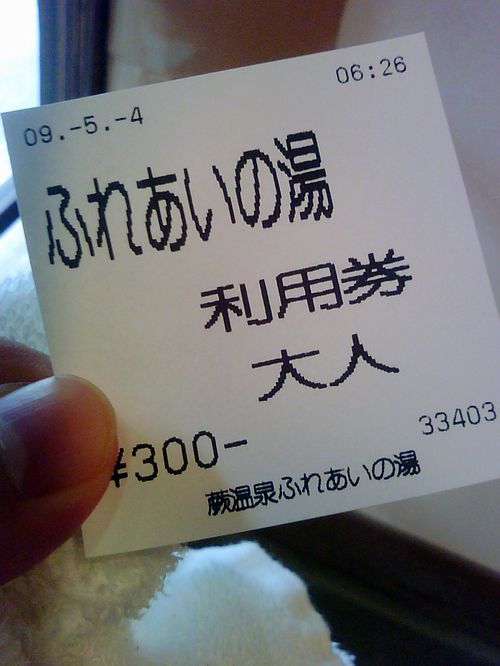 09.-5.-4 06:26
ふれあいの湯
利用券
大人
¥300-
33403
蕨温泉ふれあいの湯